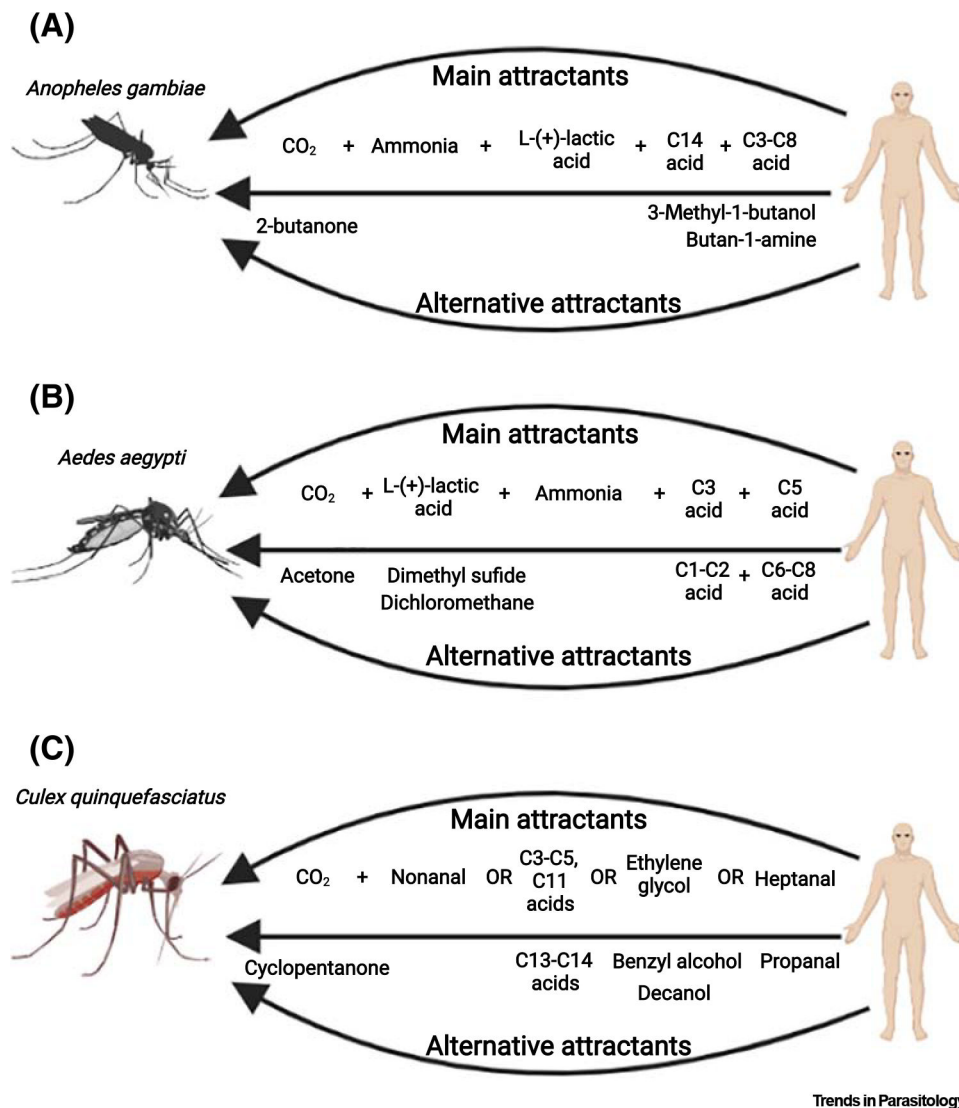 (A)
Anopheles gambiae
Main attractants
CO₂ + Ammonia + L-(+)-lactic acid + C14 acid + C3-C8 acid
2-butanone
3-Methyl-1-butanol
Butan-1-amine
Alternative attractants
(B)
Aedes aegypti
Main attractants
CO₂ + L-(+)-lactic acid + Ammonia + C3 acid + C5 acid
Acetone
Dimethyl sufide
Dichloromethane
C1-C2 acid + C6-C8 acid
Alternative attractants
(C)
Culex quinquefasciatus
Main attractants
CO₂ + Nonanal OR C3-C5, C11 acids OR Ethylene glycol OR Heptanal
Cyclopentanone
C13-C14 acids
Benzyl alcohol
Decanol
Propanal
Alternative attractants
Trends in Parasitology